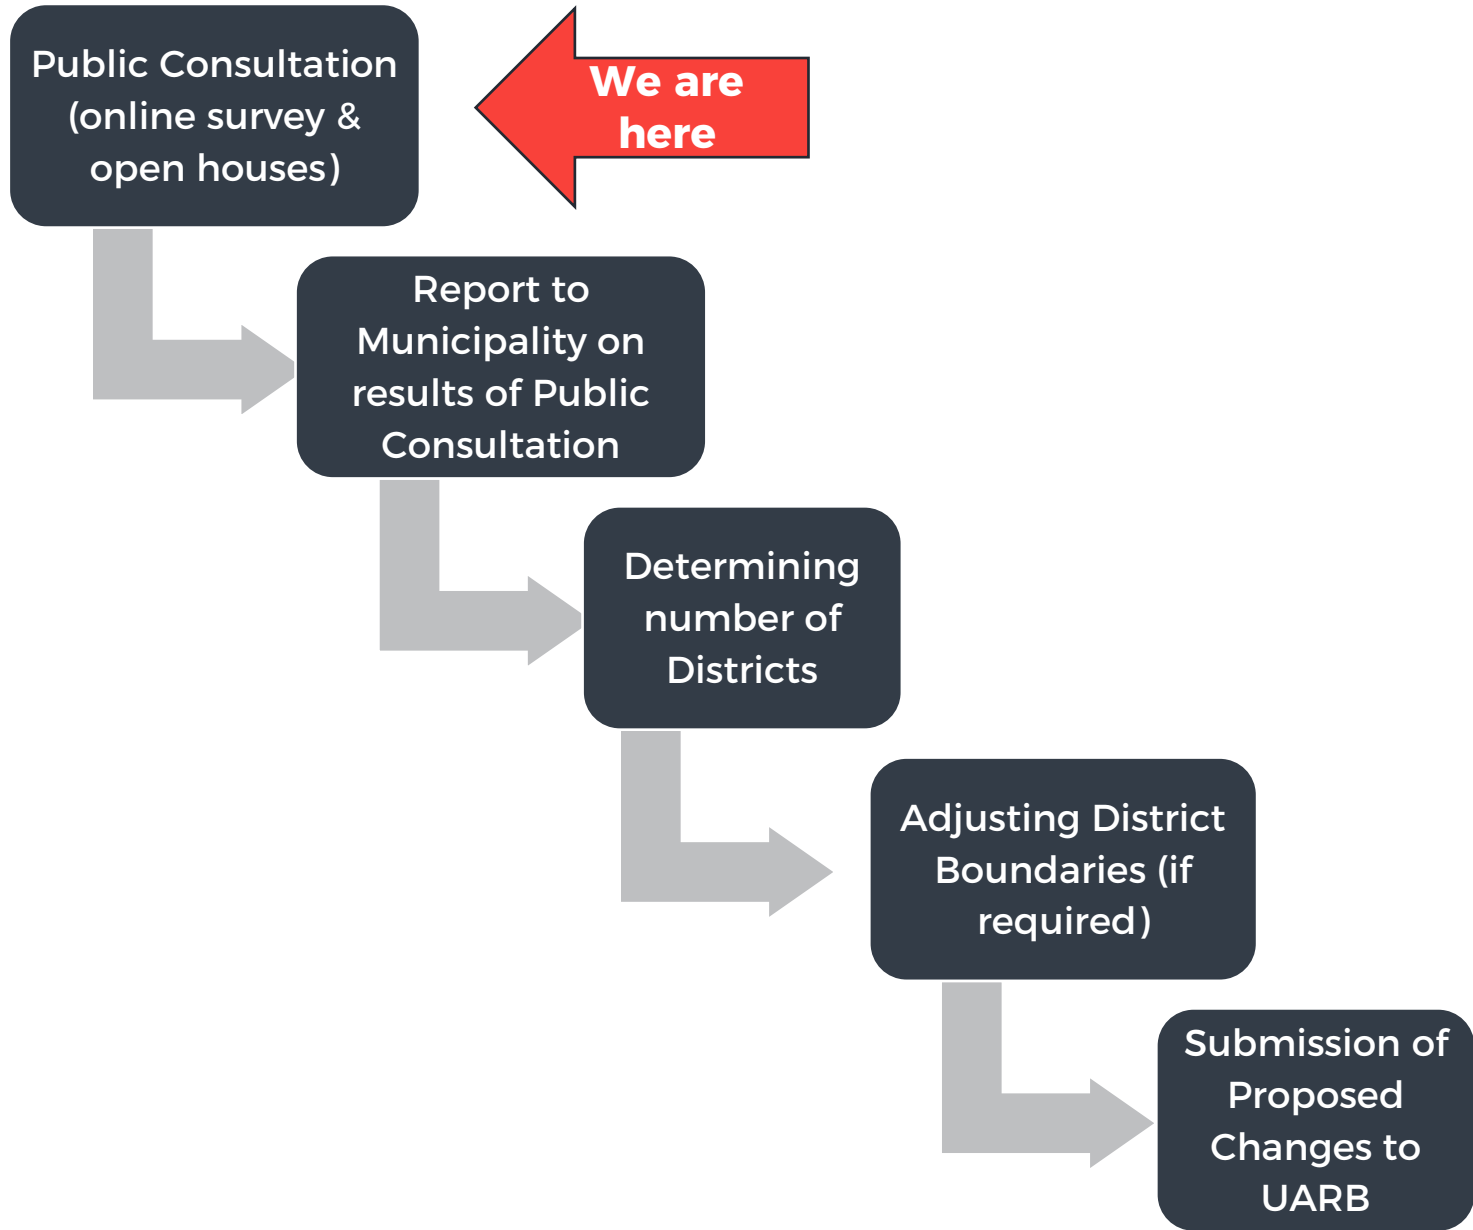 Public Consultation
(online survey &
open houses)
We are
here
Report to
Municipality on
results of Public
Consultation
Determining
number of
Districts
Adjusting District
Boundaries (if
required)
Submission of
Proposed
Changes to
UARB